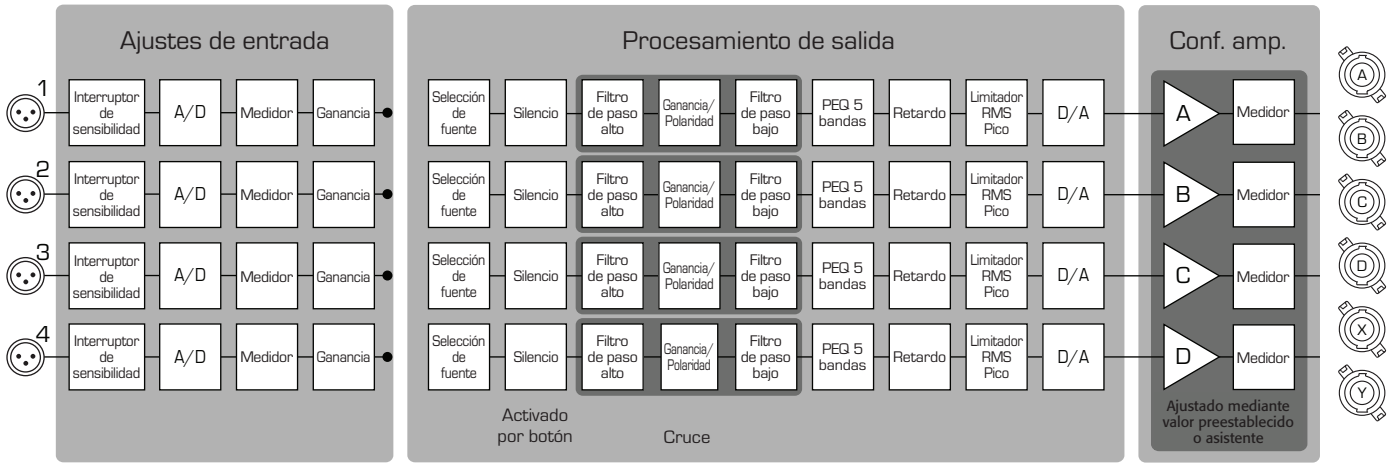 Ajustes de entrada
Procesamiento de salida
Conf. amp.
1
Interruptor
de
sensibilidad
A/D
Medidor
Ganancia
Selección
de
fuente
Silencio
Filtro
de paso
alto
Ganancia/
Polaridad
Filtro
de paso
bajo
PEQ 5
bandas
Retardo
Limitador
RMS
Pico
D/A
A
Medidor
2
Interruptor
de
sensibilidad
A/D
Medidor
Ganancia
Selección
de
fuente
Silencio
Filtro
de paso
alto
Ganancia/
Polaridad
Filtro
de paso
bajo
PEQ 5
bandas
Retardo
Limitador
RMS
Pico
D/A
B
Medidor
3
Interruptor
de
sensibilidad
A/D
Medidor
Ganancia
Selección
de
fuente
Silencio
Filtro
de paso
alto
Ganancia/
Polaridad
Filtro
de paso
bajo
PEQ 5
bandas
Retardo
Limitador
RMS
Pico
D/A
C
Medidor
4
Interruptor
de
sensibilidad
A/D
Medidor
Ganancia
Selección
de
fuente
Silencio
Filtro
de paso
alto
Ganancia/
Polaridad
Filtro
de paso
bajo
PEQ 5
bandas
Retardo
Limitador
RMS
Pico
D/A
D
Medidor
Activado
por botón
Cruce
Ajustado mediante
valor preestablecido
o asistente
A
B
C
D
X
Y